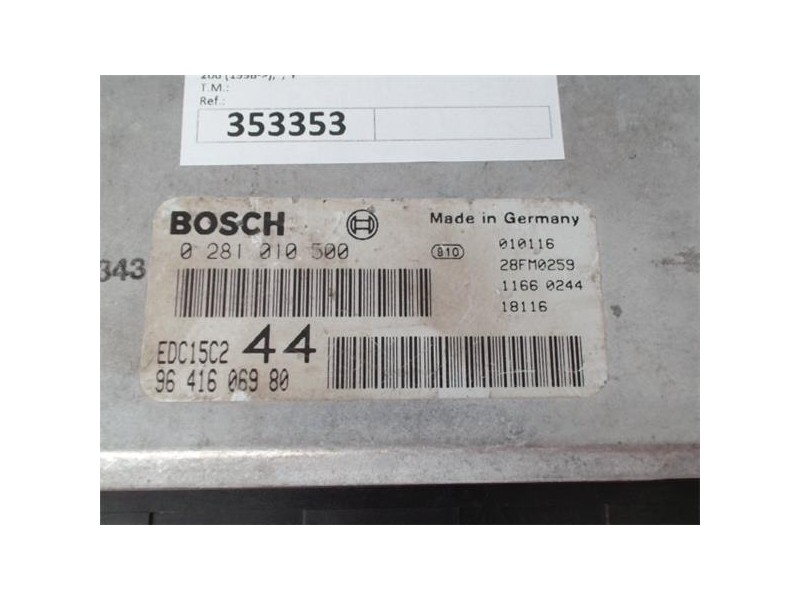 T.M.:
Ref.:
353353
BOSCH
Made in Germany
0 281 010 500
910
010116
28FM0259
1166 0244
18116
343
EDC15C2 44
96 416 069 80